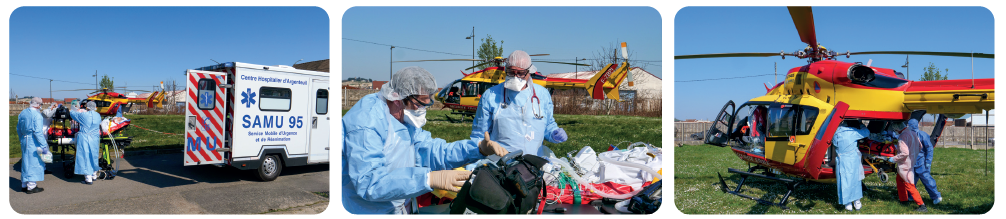 Centre Hospitalier d'Argenteuil
SAMU 95
Service Mobile d'Urgence
et de Réanimation